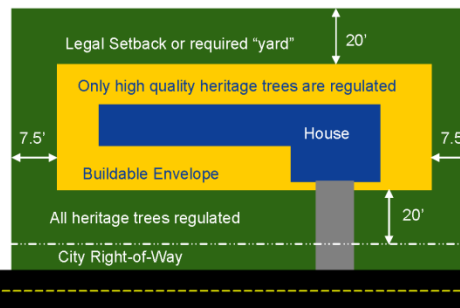 Legal Setback or required “yard”
20’
Only high quality heritage trees are regulated
House
7.5’
7.5
Buildable Envelope
All heritage trees regulated
20’
City Right-of-Way